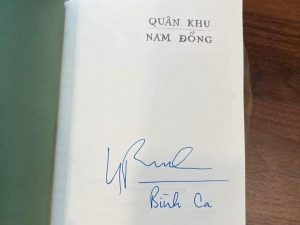 QUÂN KHU
NAM ĐỒNG
Bình Ca